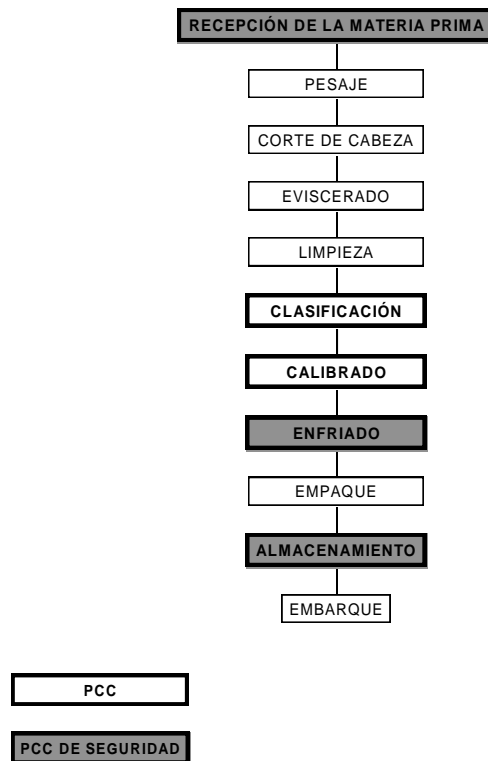 RECEPCIÓN DE LA MATERIA PRIMA
PESAJE
CORTE DE CABEZA
EVISCERADO
LIMPIEZA
CLASIFICACIÓN
CALIBRADO
ENFRIADO
EMPAQUE
ALMACENAMIENTO
EMBARQUE
PCC
PCC DE SEGURIDAD